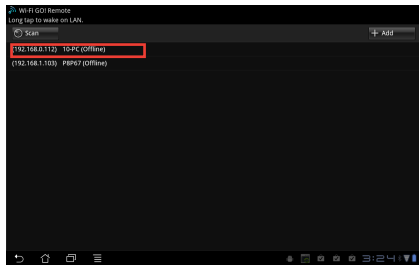 Wi-Fi GO! Remote
Long tap to wake on LAN.
Scan
+ Add
(192.168.0.112) 10-PC (Offline)
(192.168.1.103) P8P67 (Offline)
3:24